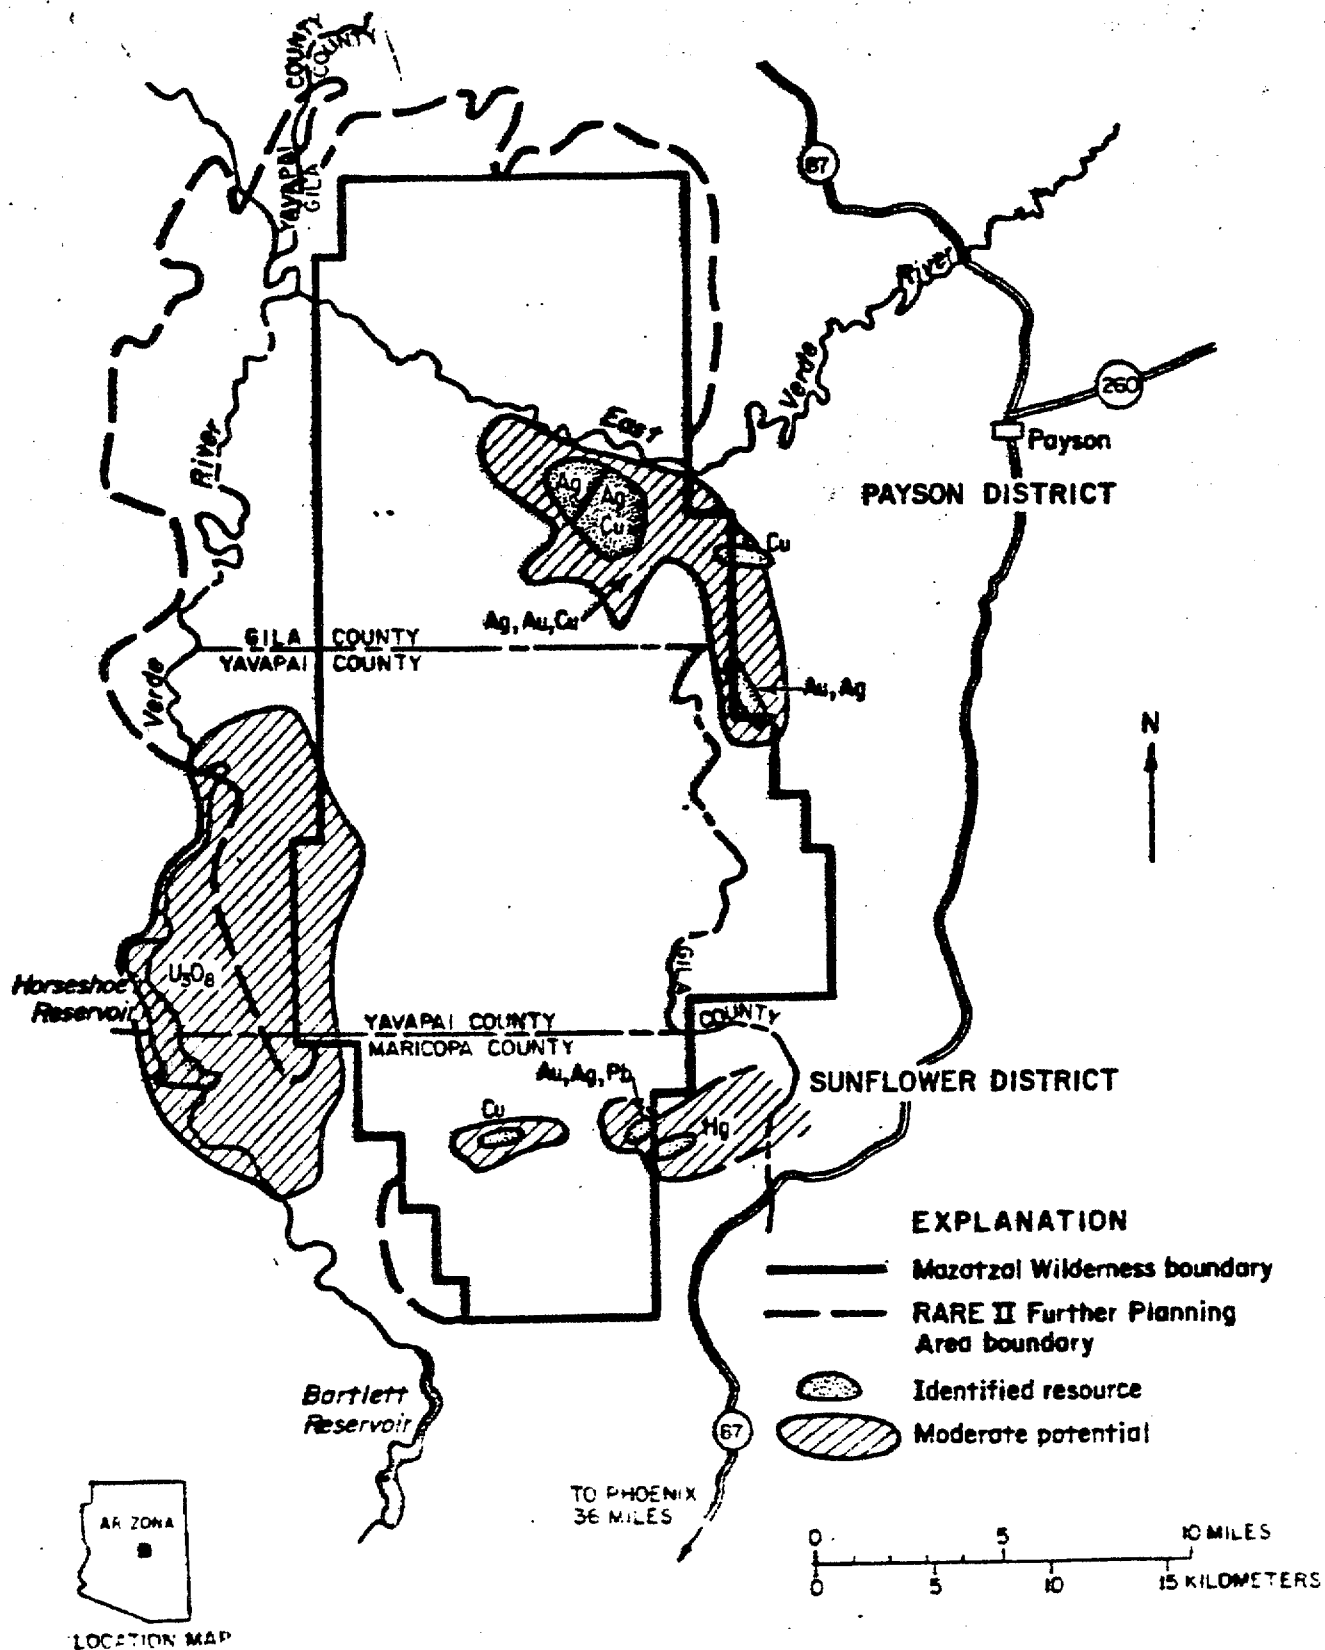 COUNTY
COUNTY
YAVAPAI
GILA
87
River
Verde
260
Payson
PAYSON DISTRICT
East
River
Ag
Ag
Cu
Cu
Ag, Au, Cu
GILA COUNTY
YAVAPAI COUNTY
Verde
Au, Ag
N
U3O8
Horseshoe
Reservoir
GILA
COUNTY
YAVAPAI COUNTY
MARICOPA COUNTY
Au, Ag, Pb
SUNFLOWER DISTRICT
Cu
Hg
EXPLANATION
Mazatzal Wilderness boundary
RARE II Further Planning
Area boundary
Identified resource
Moderate potential
Bartlett
Reservoir
87
TO PHOENIX
36 MILES
ARIZONA
LOCATION MAP
0 5 10 MILES
0 5 10 15 KILOMETERS